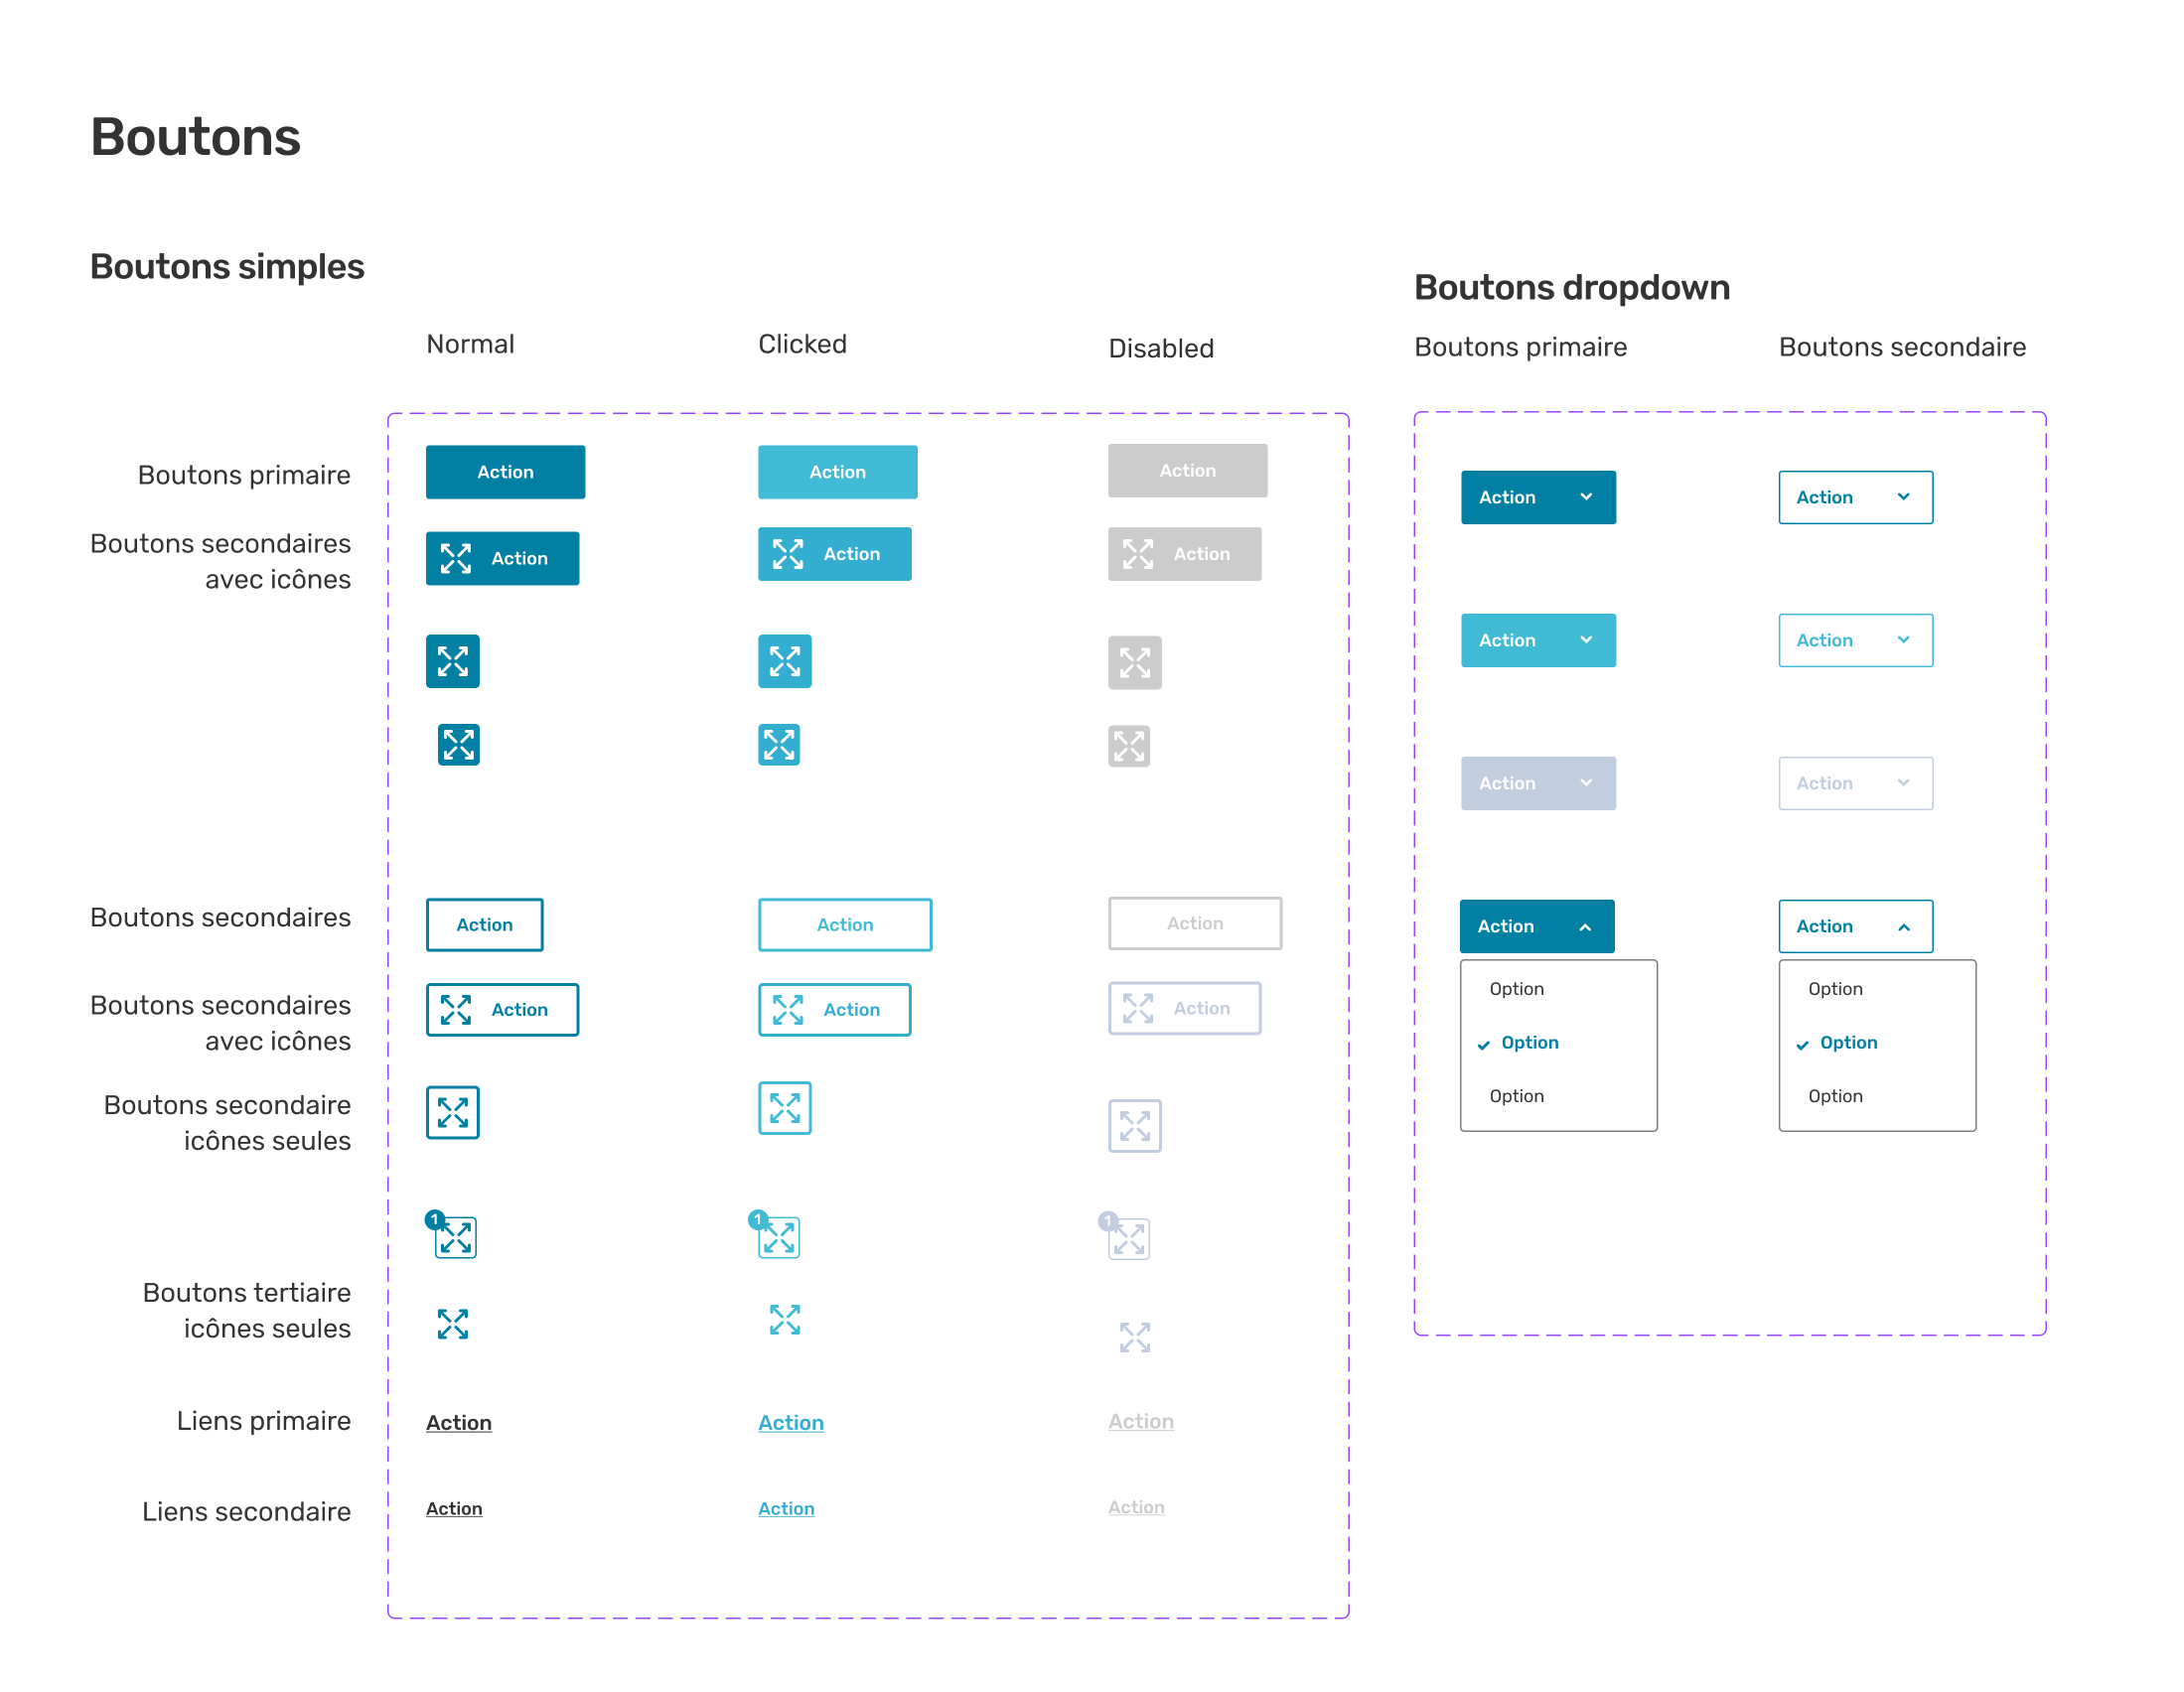 Boutons
Boutons simples
Normal
Clicked
Disabled
Boutons primaire
Action
Action
Action
Boutons secondaires
avec icônes
Action
Action
Action
Boutons secondaires
Action
Action
Action
Boutons secondaires
avec icônes
Action
Action
Action
Boutons secondaire
icônes seules
1
1
1
Boutons tertiaire
icônes seules
Liens primaire
Action
Action
Action
Liens secondaire
Action
Action
Action
Boutons dropdown
Boutons primaire
Boutons secondaire
Action
Action
Action
Action
Action
Action
Action
Action
Option
Option
Option
Option
Option
Option